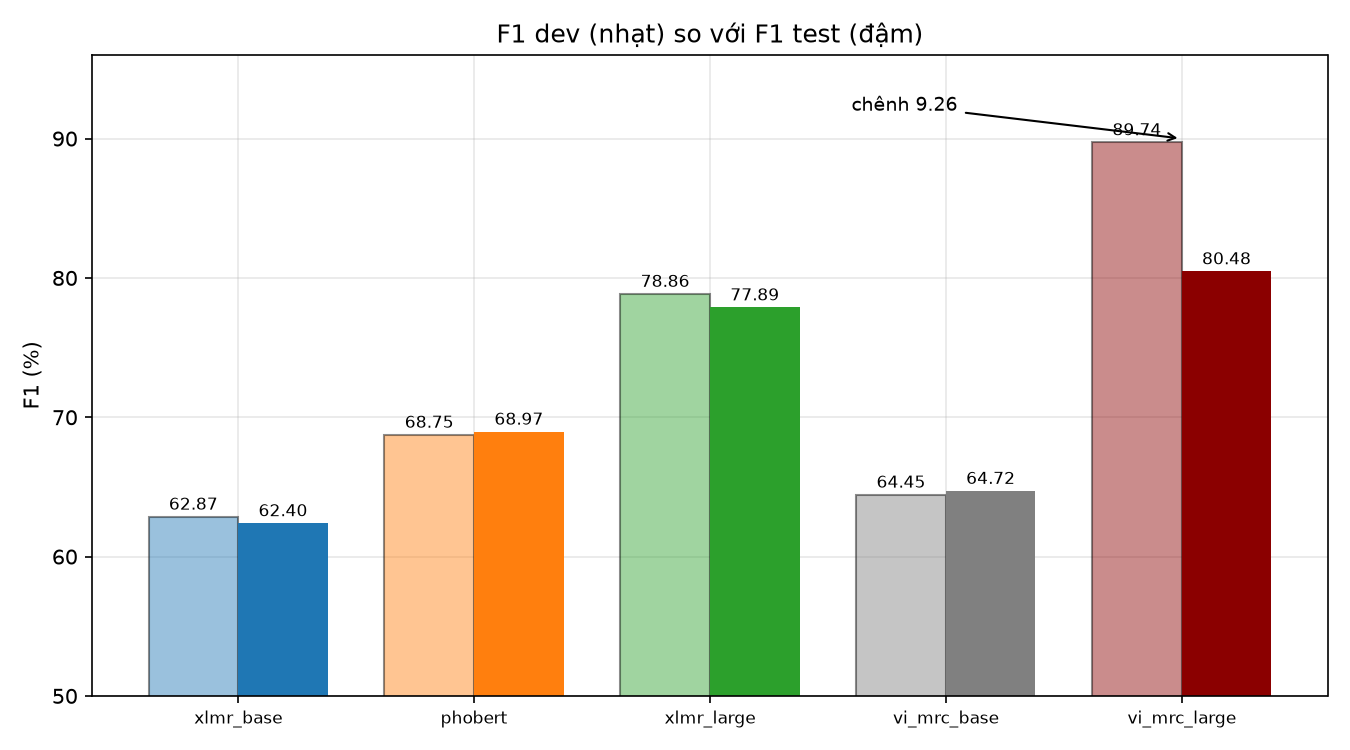 F1 dev (nhạt) so với F1 test (đậm)
chênh 9.26
89.74
90
80.48
80
78.86
77.89
F1 (%)
70
68.75
68.97
64.45
64.72
62.87
62.40
60
50
xlmr_base
phobert
xlmr_large
vi_mrc_base
vi_mrc_large